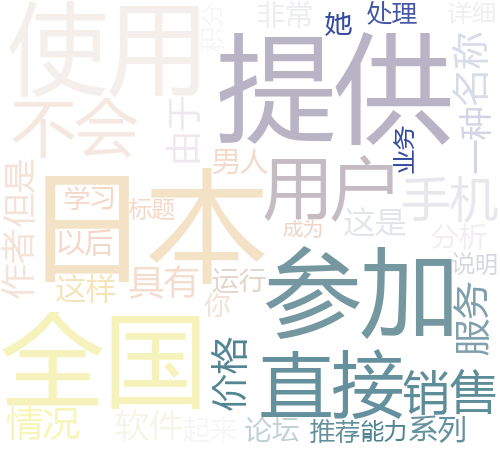 使用
积分
非常
她
处理
详细
提供
不会
由于
业务
一种
名称
男人
用户
日本
作者
但是
学习
标题
手机
成为
这是
分析
以后
说明
这样
具有
运行
你
参加
服务
全国
价格
直接
销售
情况
软件
起来
论坛
推荐
能力
系列